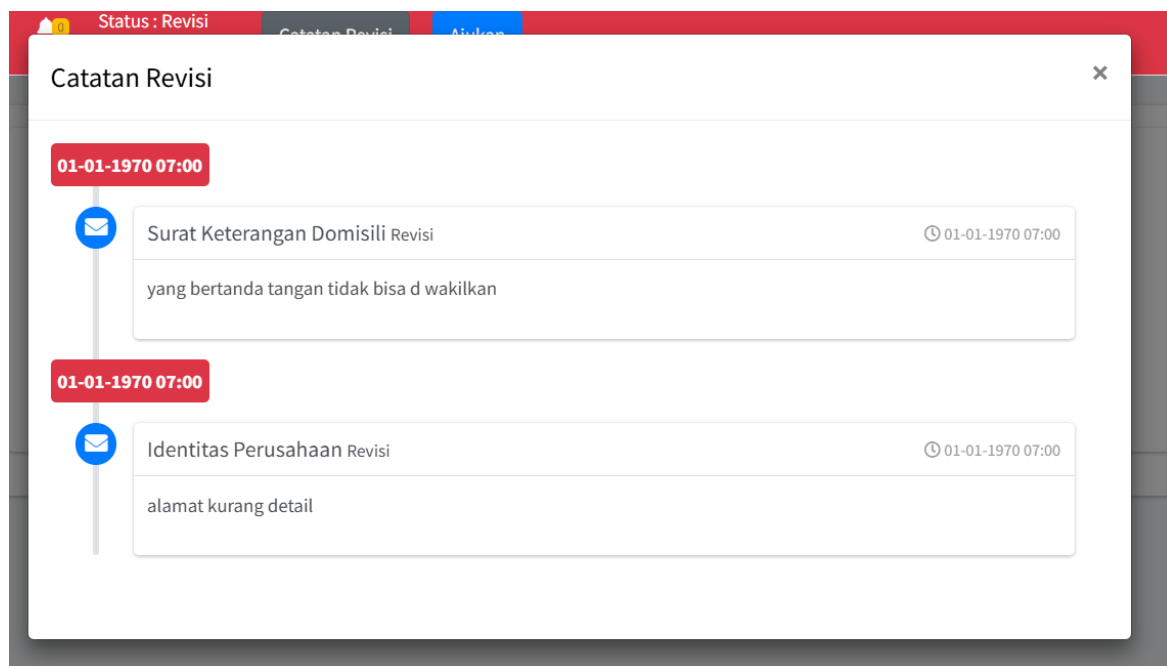 0
Status : Revisi
Catatan Revisi
Ajukan
Catatan Revisi
×
01-01-1970 07:00
Surat Keterangan Domisili Revisi
01-01-1970 07:00
yang bertanda tangan tidak bisa d wakilkan
01-01-1970 07:00
Identitas Perusahaan Revisi
01-01-1970 07:00
alamat kurang detail